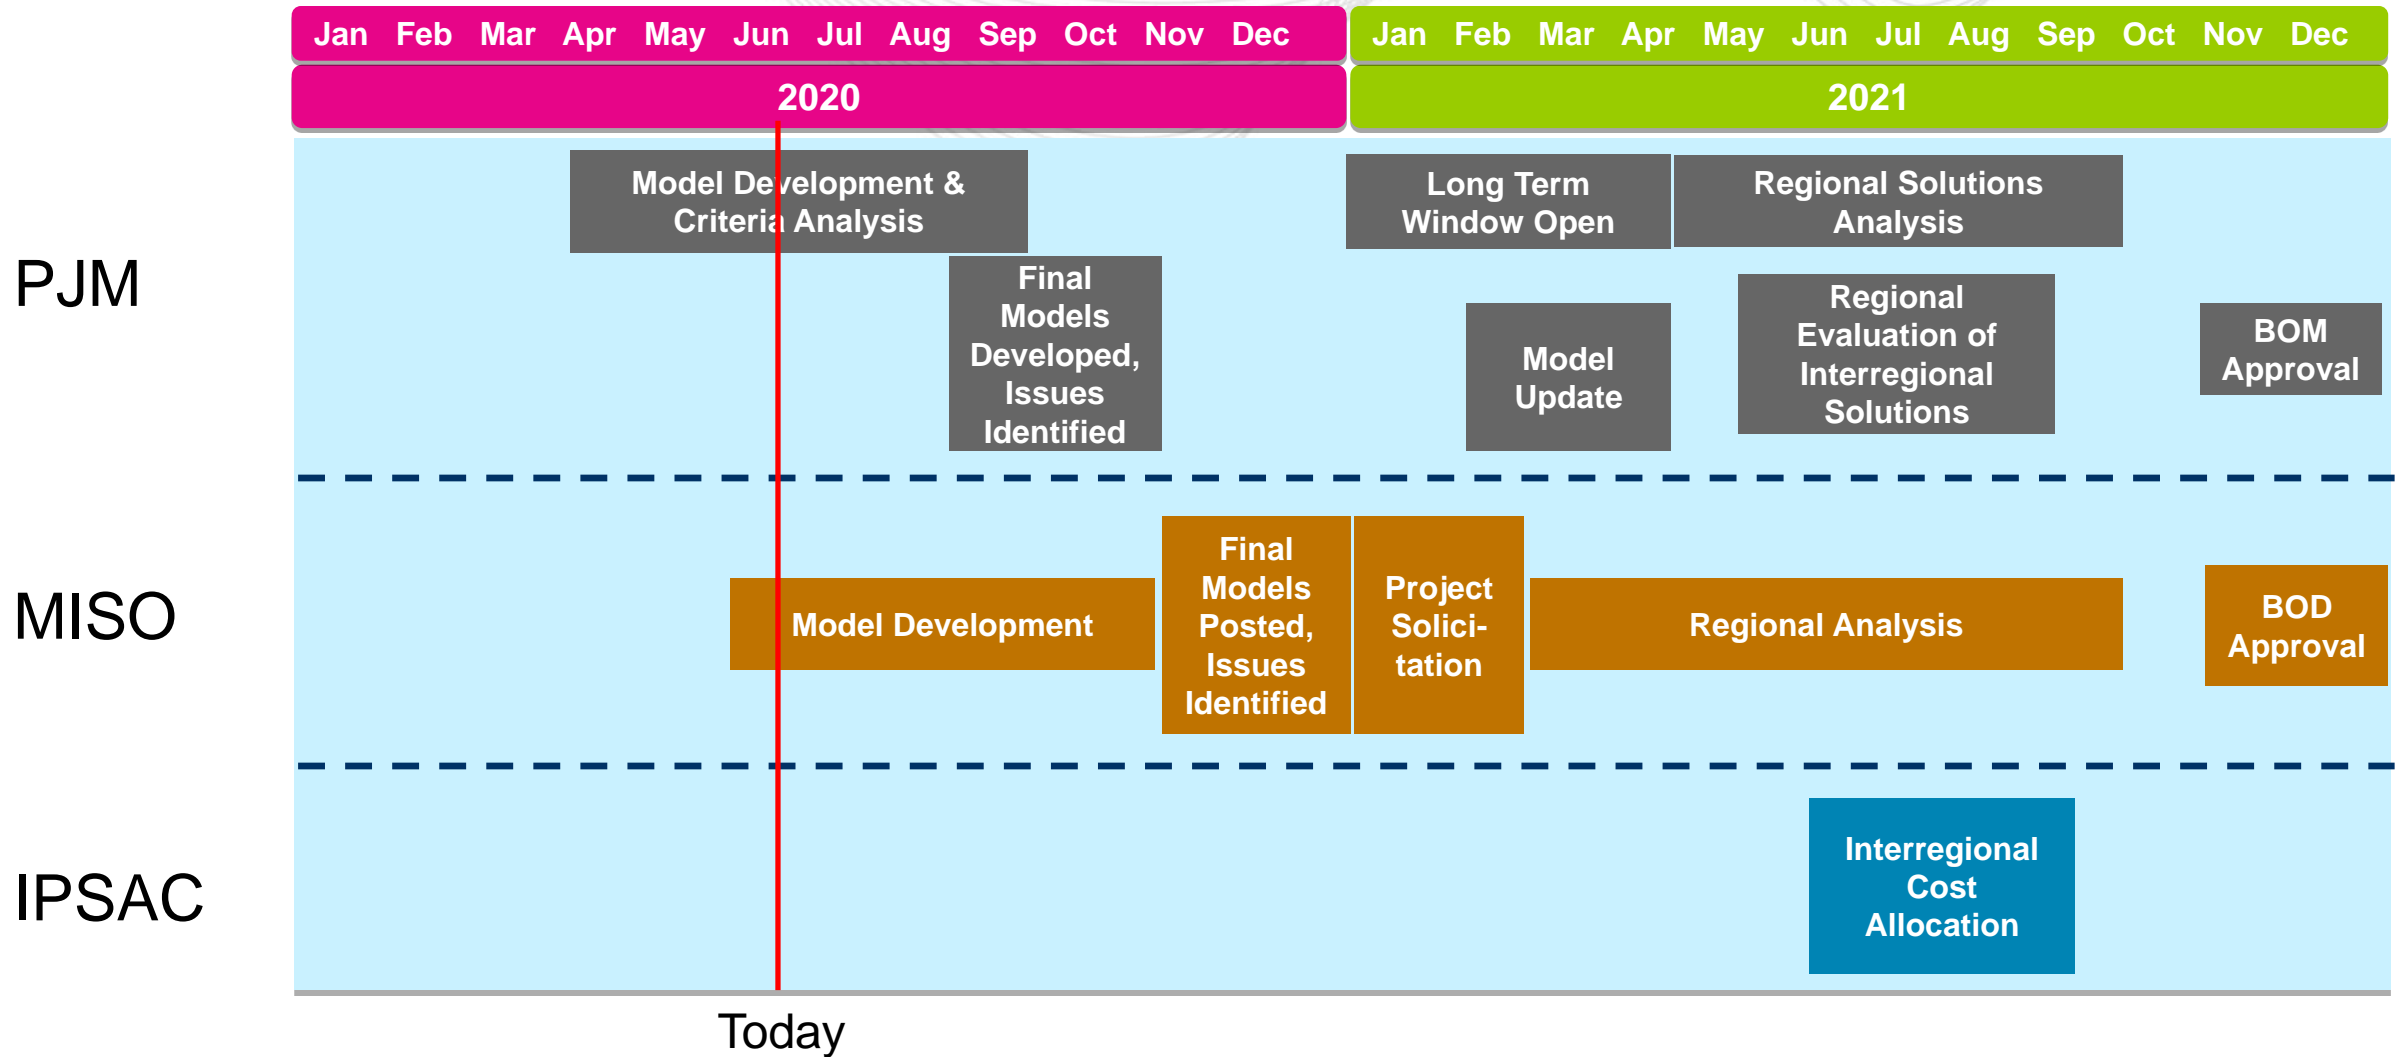 Jan Feb Mar Apr May Jun Jul Aug Sep Oct Nov Dec
Jan Feb Mar Apr May Jun Jul Aug Sep Oct Nov Dec
2020
2021
PJM
Model Development &
Criteria Analysis
Final
Models
Developed,
Issues
Identified
Long Term
Window Open
Regional Solutions
Analysis
Model
Update
Regional
Evaluation of
Interregional
Solutions
BOM
Approval
MISO
Model Development
Final
Models
Posted,
Issues
Identified
Project
Solici-
tation
Regional Analysis
BOD
Approval
IPSAC
Interregional
Cost
Allocation
Today